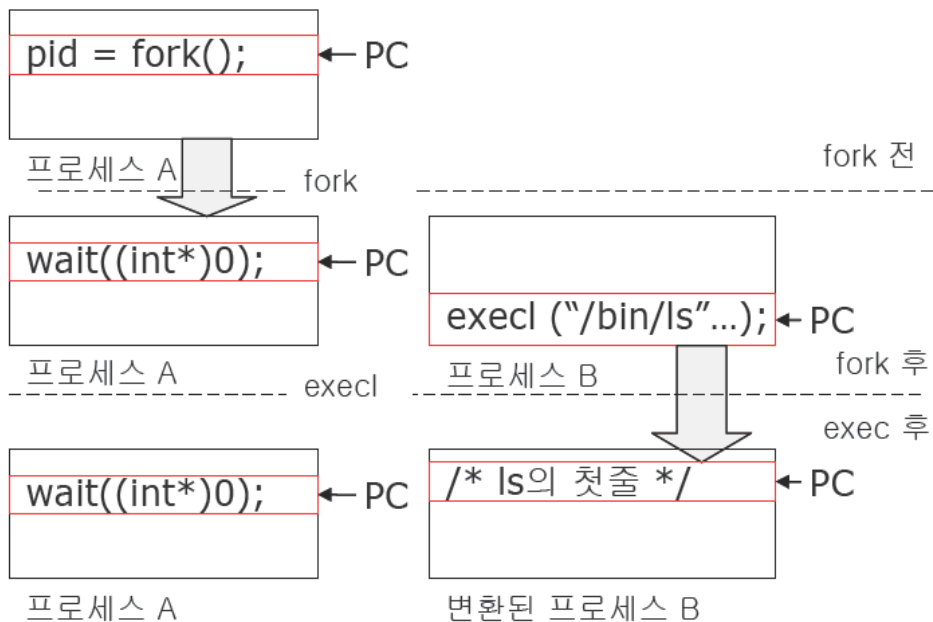 pid = fork();
PC
프로세스 A
fork 전
fork
wait((int*)0);
PC
execl (“/bin/ls”...);
PC
프로세스 A
프로세스 B
fork 후
execl
exec 후
wait((int*)0);
PC
/* ls의 첫줄 */
PC
프로세스 A
변환된 프로세스 B